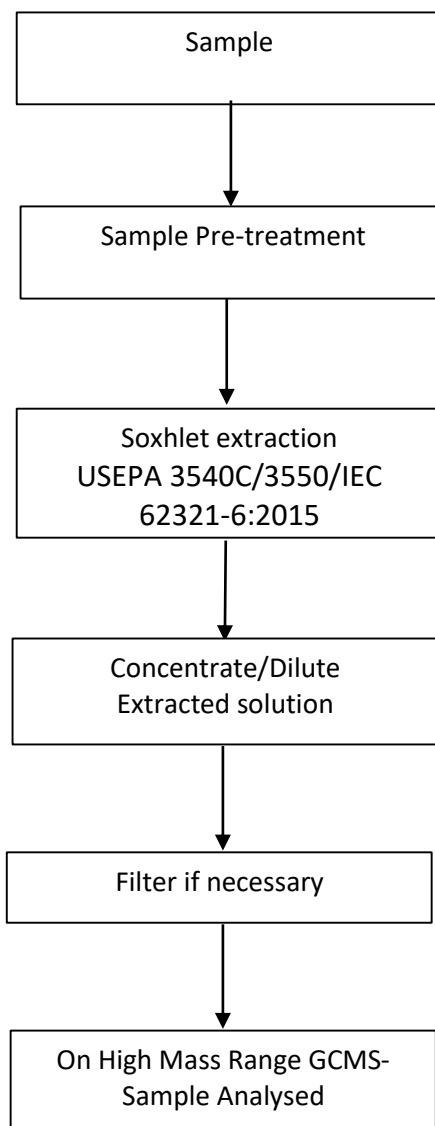 Sample
Sample Pre-treatment
Soxhlet extraction
USEPA 3540C/3550/IEC
62321-6:2015
Concentrate/Dilute
Extracted solution
Filter if necessary
On High Mass Range GCMS-
Sample Analysed